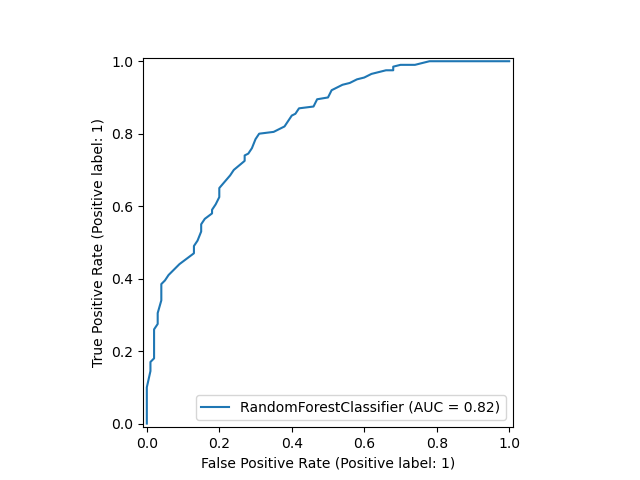 1.0
0.8
0.6
0.4
0.2
0.0
True Positive Rate (Positive label: 1)
RandomForestClassifier (AUC = 0.82)
0.0 0.2 0.4 0.6 0.8 1.0
False Positive Rate (Positive label: 1)